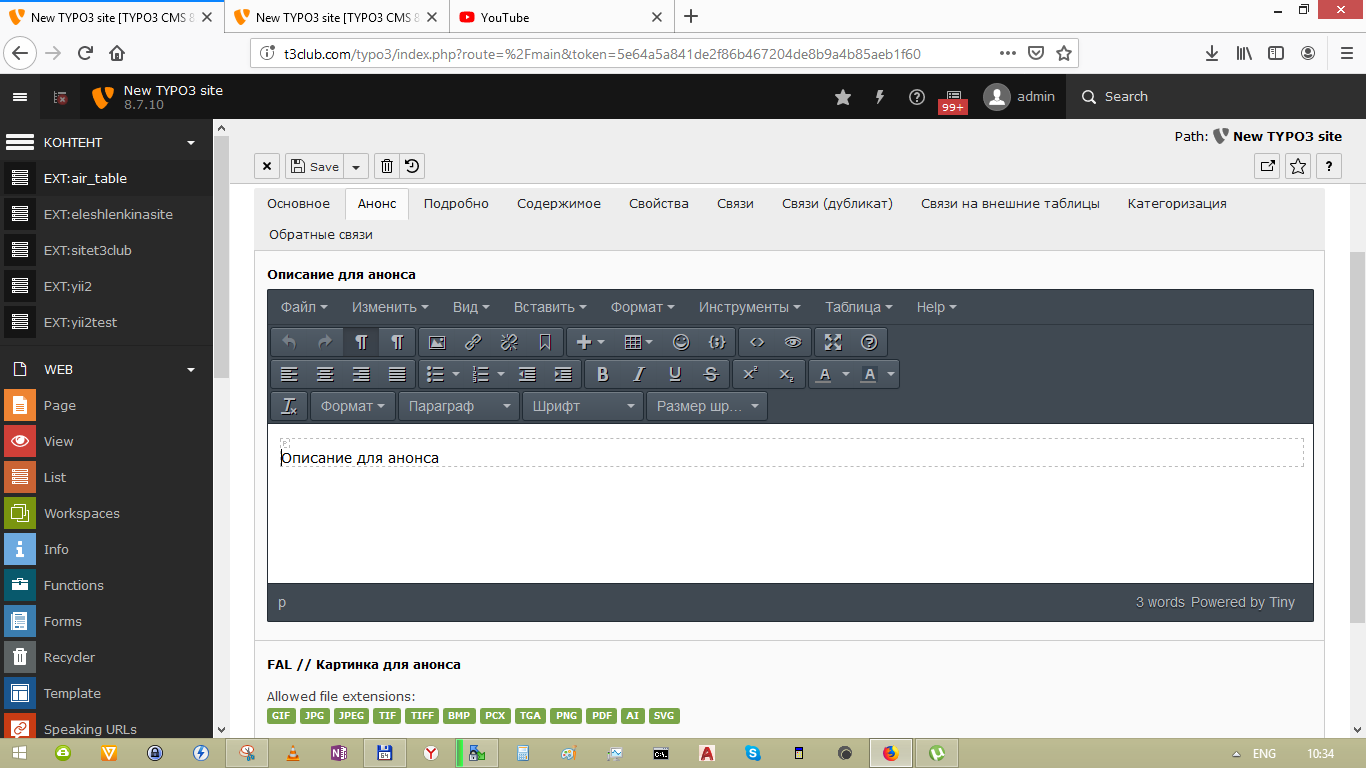 New TYPO3 site [TYPO3 CMS 8
New TYPO3 site [TYPO3 CMS 8
YouTube
t3club.com/typo3/index.php?route=%2Fmain&token=5e64a5a841de2f86b467204de8b9a4b85aeb1f60
New TYPO3 site
8.7.10
99+
admin
Search
КОНТЕНТ
EXT:air_table
EXT:eleshlenkinasite
EXT:sitet3club
EXT:yii2
EXT:yii2test
WEB
Page
View
List
Workspaces
Info
Functions
Forms
Recycler
Template
Speaking URLs
Path: New TYPO3 site
Save
?
Основное Анонс Подробно Содержимое Свойства Связи Связи (дубликат) Связи на внешние таблицы Категоризация
Обратные связи
Описание для анонса
Файл Изменить Вид Вставить Формат Инструменты Таблица Help
Формат Параграф Шрифт Размер шр...
P
Описание для анонса
p
3 words Powered by Tiny
FAL // Картинка для анонса
Allowed file extensions:
GIF JPG JPEG TIF TIFF BMP PCX TGA PNG PDF AI SVG
ENG 10:34